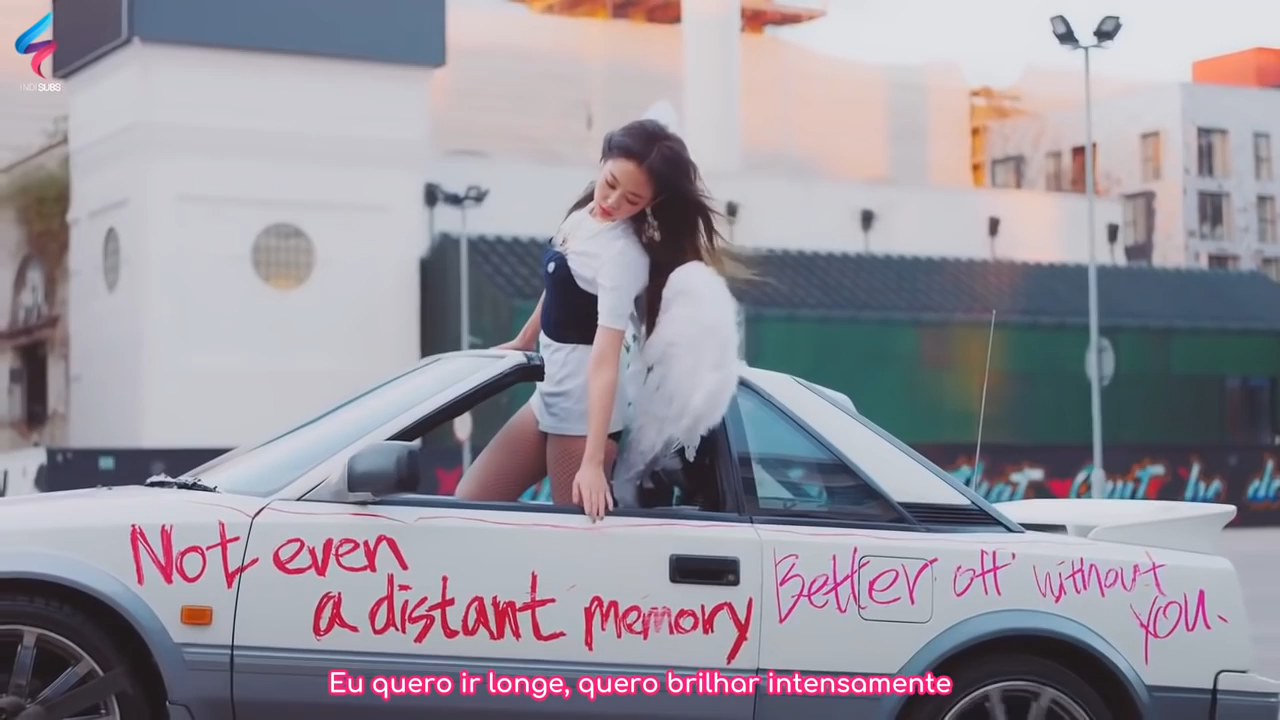 INDISUBS
Not even
a distant memory
Better off without
you.
Eu quero ir longe, quero brilhar intensamente